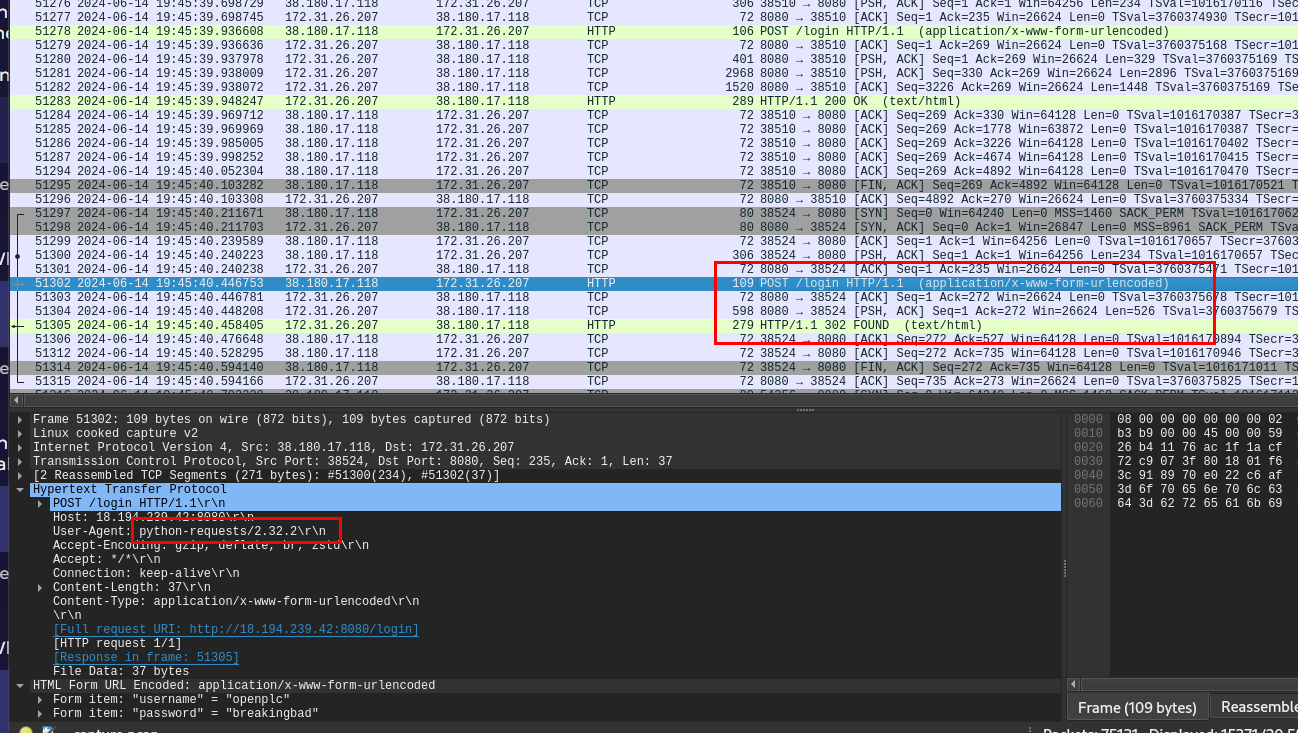 51276 2024-06-14 19:45:39.698729 38.180.17.118 172.31.26.207 TCP 306 38510 → 8080 [PSH, ACK] Seq=1 Ack=1 Win=64256 Len=234 TSval=1016170116 TSecr=
51277 2024-06-14 19:45:39.698745 172.31.26.207 38.180.17.118 TCP 72 8080 → 38510 [ACK] Seq=1 Ack=235 Win=26624 Len=0 TSval=3760374930 TSecr=101
51278 2024-06-14 19:45:39.936608 38.180.17.118 172.31.26.207 HTTP 106 POST /login HTTP/1.1 (application/x-www-form-urlencoded)
51279 2024-06-14 19:45:39.936636 172.31.26.207 38.180.17.118 TCP 72 8080 → 38510 [ACK] Seq=1 Ack=269 Win=26624 Len=0 TSval=3760375168 TSecr=101
51280 2024-06-14 19:45:39.937978 172.31.26.207 38.180.17.118 TCP 401 8080 → 38510 [PSH, ACK] Seq=1 Ack=269 Win=26624 Len=329 TSval=3760375169 TS
51281 2024-06-14 19:45:39.938009 172.31.26.207 38.180.17.118 TCP 2968 8080 → 38510 [PSH, ACK] Seq=330 Ack=269 Win=26624 Len=2896 TSval=3760375169
51282 2024-06-14 19:45:39.938072 172.31.26.207 38.180.17.118 TCP 1520 8080 → 38510 [PSH, ACK] Seq=3226 Ack=269 Win=26624 Len=1448 TSval=3760375169 TSe
51283 2024-06-14 19:45:39.948247 172.31.26.207 38.180.17.118 HTTP 289 HTTP/1.1 200 OK (text/html)
51284 2024-06-14 19:45:39.969712 38.180.17.118 172.31.26.207 TCP 72 38510 → 8080 [ACK] Seq=269 Ack=330 Win=64128 Len=0 TSval=1016170387 TSecr=3
51285 2024-06-14 19:45:39.969969 38.180.17.118 172.31.26.207 TCP 72 38510 → 8080 [ACK] Seq=269 Ack=1778 Win=63872 Len=0 TSval=1016170387 TSecr=
51286 2024-06-14 19:45:39.985005 38.180.17.118 172.31.26.207 TCP 72 38510 → 8080 [ACK] Seq=269 Ack=3226 Win=64128 Len=0 TSval=1016170402 TSecr=
51287 2024-06-14 19:45:39.998252 38.180.17.118 172.31.26.207 TCP 72 38510 → 8080 [ACK] Seq=269 Ack=4674 Win=64128 Len=0 TSval=1016170415 TSecr=
51294 2024-06-14 19:45:40.052304 38.180.17.118 172.31.26.207 TCP 72 38510 → 8080 [ACK] Seq=269 Ack=4892 Win=64128 Len=0 TSval=1016170470 TSecr=
51295 2024-06-14 19:45:40.103282 38.180.17.118 172.31.26.207 TCP 72 38510 → 8080 [FIN, ACK] Seq=269 Ack=4892 Win=64128 Len=0 TSval=1016170521 T
51296 2024-06-14 19:45:40.103308 172.31.26.207 38.180.17.118 TCP 72 8080 → 38510 [ACK] Seq=4892 Ack=270 Win=26624 Len=0 TSval=3760375334 TSecr=
51297 2024-06-14 19:45:40.211671 38.180.17.118 172.31.26.207 TCP 80 38524 → 8080 [SYN] Seq=0 Win=64240 Len=0 MSS=1460 SACK_PERM TSval=101617062
51298 2024-06-14 19:45:40.211703 172.31.26.207 38.180.17.118 TCP 80 8080 → 38524 [SYN, ACK] Seq=0 Ack=1 Win=26847 Len=0 MSS=8961 SACK_PERM TSva
51299 2024-06-14 19:45:40.239589 38.180.17.118 172.31.26.207 TCP 72 38524 → 8080 [ACK] Seq=1 Ack=1 Win=64256 Len=0 TSval=1016170657 TSecr=37603
51300 2024-06-14 19:45:40.240223 38.180.17.118 172.31.26.207 TCP 306 38524 → 8080 [PSH, ACK] Seq=1 Ack=1 Win=64256 Len=234 TSval=1016170657 TSec
51301 2024-06-14 19:45:40.240238 172.31.26.207 38.180.17.118 TCP 72 8080 → 38524 [ACK] Seq=1 Ack=235 Win=26624 Len=0 TSval=3760375471 TSecr=101
51302 2024-06-14 19:45:40.446753 38.180.17.118 172.31.26.207 HTTP 109 POST /login HTTP/1.1 (application/x-www-form-urlencoded)
51303 2024-06-14 19:45:40.446781 172.31.26.207 38.180.17.118 TCP 72 8080 → 38524 [ACK] Seq=1 Ack=272 Win=26624 Len=0 TSval=3760375678 TSecr=101
51304 2024-06-14 19:45:40.448208 172.31.26.207 38.180.17.118 TCP 598 8080 → 38524 [PSH, ACK] Seq=1 Ack=272 Win=26624 Len=526 TSval=3760375679 TS
51305 2024-06-14 19:45:40.458405 172.31.26.207 38.180.17.118 HTTP 279 HTTP/1.1 302 FOUND (text/html)
51306 2024-06-14 19:45:40.476648 38.180.17.118 172.31.26.207 TCP 72 38524 → 8080 [ACK] Seq=272 Ack=527 Win=64128 Len=0 TSval=1016170894 TSecr=3
51312 2024-06-14 19:45:40.528295 38.180.17.118 172.31.26.207 TCP 72 38524 → 8080 [ACK] Seq=272 Ack=735 Win=64128 Len=0 TSval=1016170946 TSecr=3
51314 2024-06-14 19:45:40.594140 38.180.17.118 172.31.26.207 TCP 72 38524 → 8080 [FIN, ACK] Seq=272 Ack=735 Win=64128 Len=0 TSval=1016171011 TS
51315 2024-06-14 19:45:40.594166 172.31.26.207 38.180.17.118 TCP 72 8080 → 38524 [ACK] Seq=735 Ack=273 Win=26624 Len=0 TSval=3760375825 TSecr=1
Frame 51302: 109 bytes on wire (872 bits), 109 bytes captured (872 bits)
Linux cooked capture v2
Internet Protocol Version 4, Src: 38.180.17.118, Dst: 172.31.26.207
Transmission Control Protocol, Src Port: 38524, Dst Port: 8080, Seq: 235, Ack: 1, Len: 37
[2 Reassembled TCP Segments (271 bytes): #51300(234), #51302(37)]
Hypertext Transfer Protocol
POST /login HTTP/1.1\r\n
Host: 18.194.239.42:8080\r\n
User-Agent: python-requests/2.32.2\r\n
Accept-Encoding: gzip, deflate, br, zstd\r\n
Accept: */*\r\n
Connection: keep-alive\r\n
Content-Length: 37\r\n
Content-Type: application/x-www-form-urlencoded\r\n
\r\n
[Full request URI: http://18.194.239.42:8080/login]
[HTTP request 1/1]
[Response in frame: 51305]
File Data: 37 bytes
HTML Form URL Encoded: application/x-www-form-urlencoded
Form item: "username" = "openplc"
Form item: "password" = "breakingbad"
0000 08 00 00 00 00 00 00 02
0010 b3 b9 00 00 45 00 00 59
0020 26 b4 11 76 ac 1f 1a cf
0030 72 c9 07 3f 80 18 01 f6
0040 3c 91 89 70 e0 22 c6 af
0050 3d 6f 70 65 6e 70 6c 63
0060 64 3d 62 72 65 61 6b 69
Frame (109 bytes) Reassemble